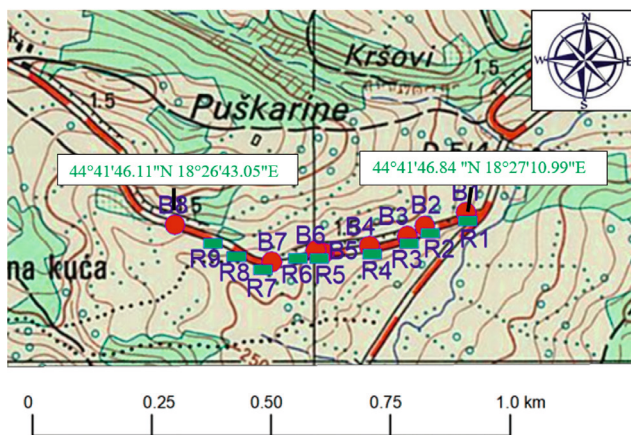 Kršovi
1.5
1.5
Puškarine
D
N
W
E
S
44°41'46.11"N 18°26'43.05"E
44°41'46.84 "N 18°27'10.99"E
B8
B7
B6
B5
B4
B3
B2
B1
R9
R8
R7
R6
R5
R4
R3
R2
R1
na kuća
250
0 0.25 0.50 0.75 1.0 km